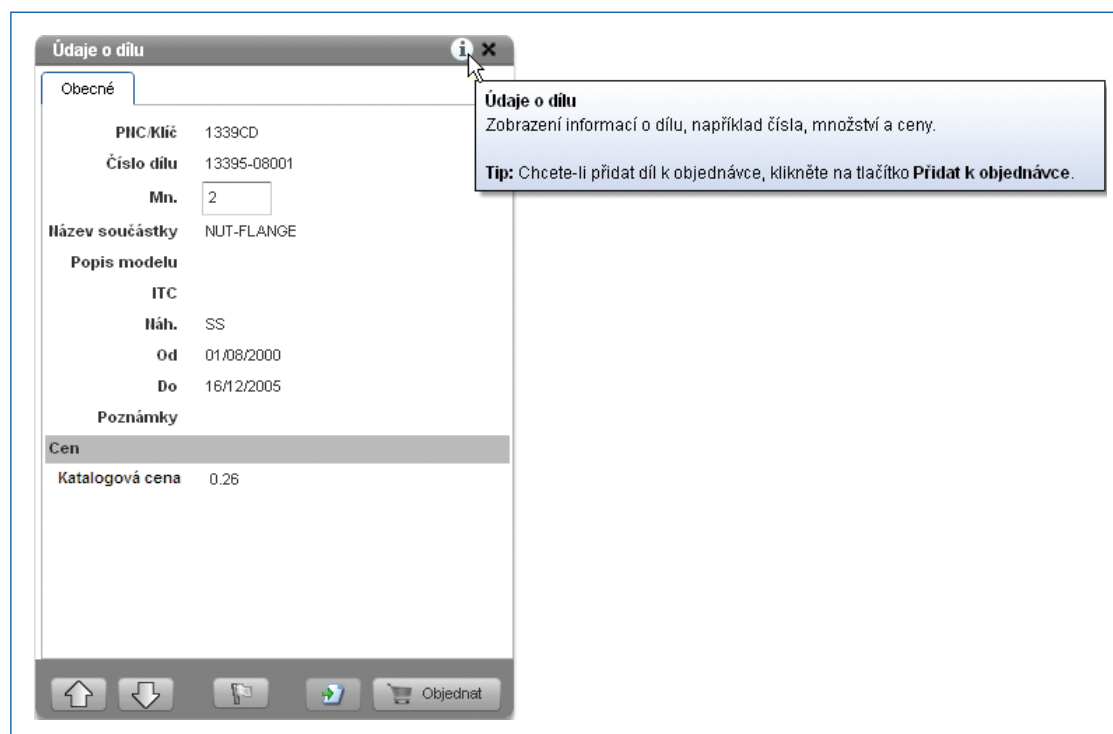 Údaje o dílu
Obecné
Údaje o dílu
Zobrazení informací o dílu, například čísla, množství a ceny.
Tip: Chcete-li přidat díl k objednávce, klikněte na tlačítko Přidat k objednávce.
PNC/Klíč 1339CD
Číslo dílu 13395-08001
Mn. 2
Název součástky NUT-FLANGE
Popis modelu
ITC
Náh. SS
Od 01/08/2000
Do 16/12/2005
Poznámky
Cen
Katalogová cena 0.26
Objednat